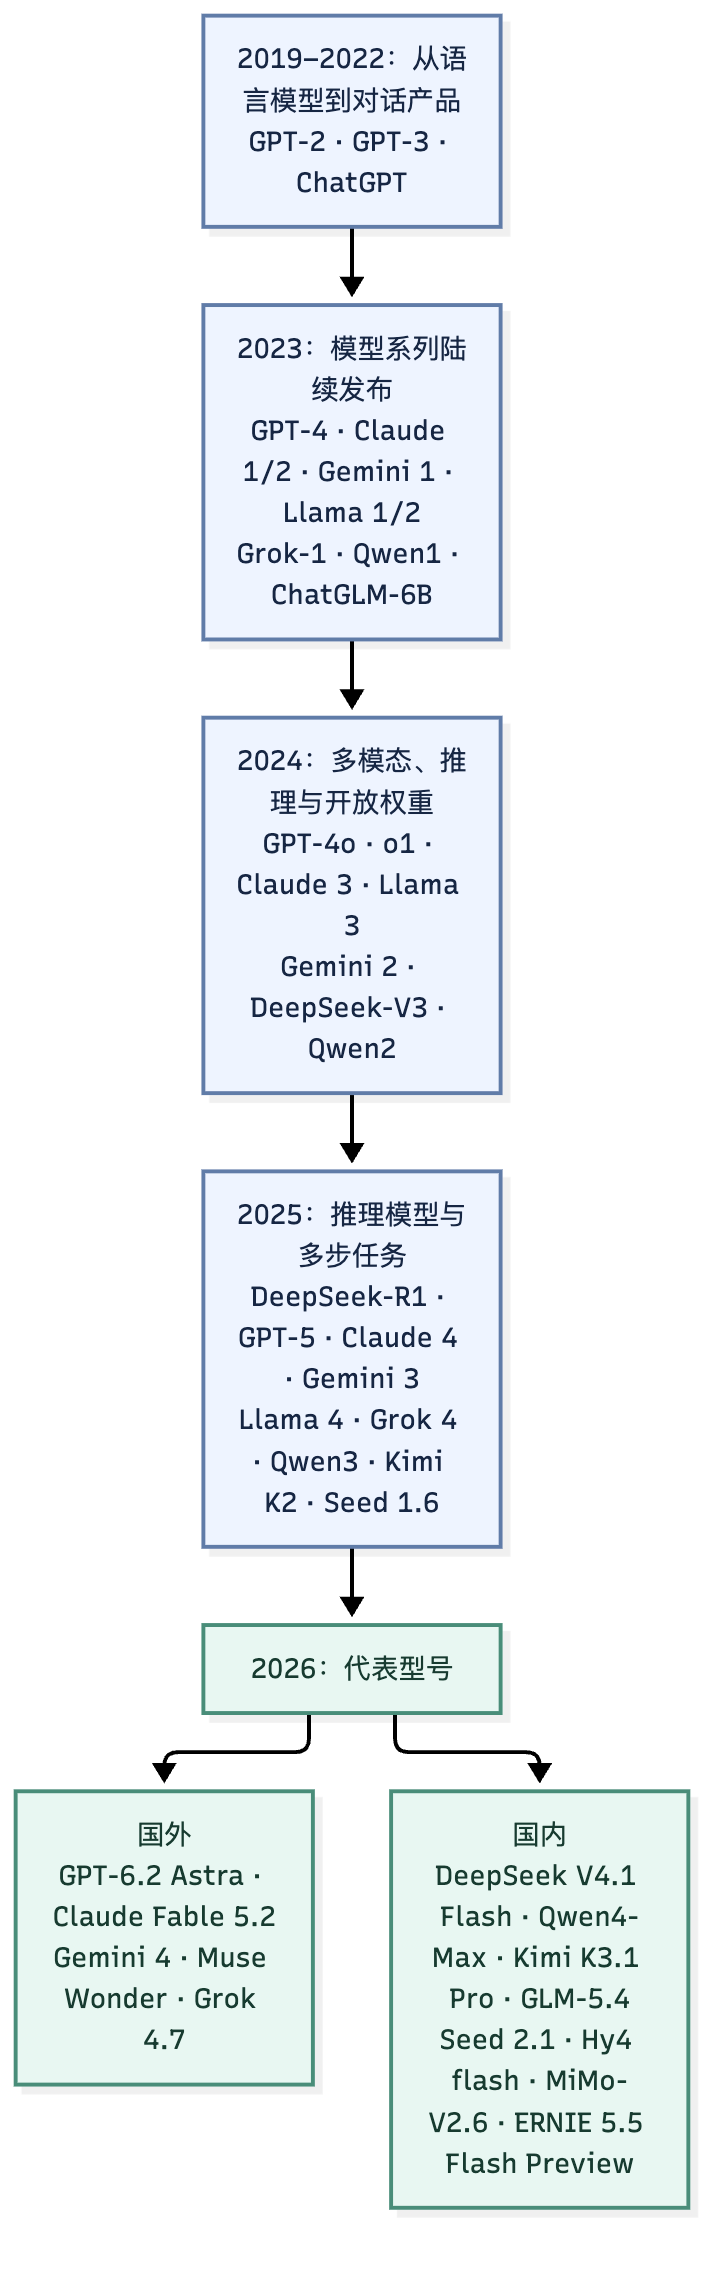 2019–2022：从语
言模型到对话产品
GPT-2 · GPT-3 ·
ChatGPT
2023：模型系列陆
续发布
GPT-4 · Claude
1/2 · Gemini 1 ·
Llama 1/2
Grok-1 · Qwen1 ·
ChatGLM-6B
2024：多模态、推
理与开放权重
GPT-4o · o1 ·
Claude 3 · Llama
3
Gemini 2 ·
DeepSeek-V3 ·
Qwen2
2025：推理模型与
多步任务
DeepSeek-R1 ·
GPT-5 · Claude 4
· Gemini 3
Llama 4 · Grok 4
· Qwen3 · Kimi
K2 · Seed 1.6
2026：代表型号
国外
GPT-6.2 Astra ·
Claude Fable 5.2
Gemini 4 · Muse
Wonder · Grok
4.7
国内
DeepSeek V4.1
Flash · Qwen4-
Max · Kimi K3.1
Pro · GLM-5.4
Seed 2.1 · Hy4
flash · MiMo-
V2.6 · ERNIE 5.5
Flash Preview